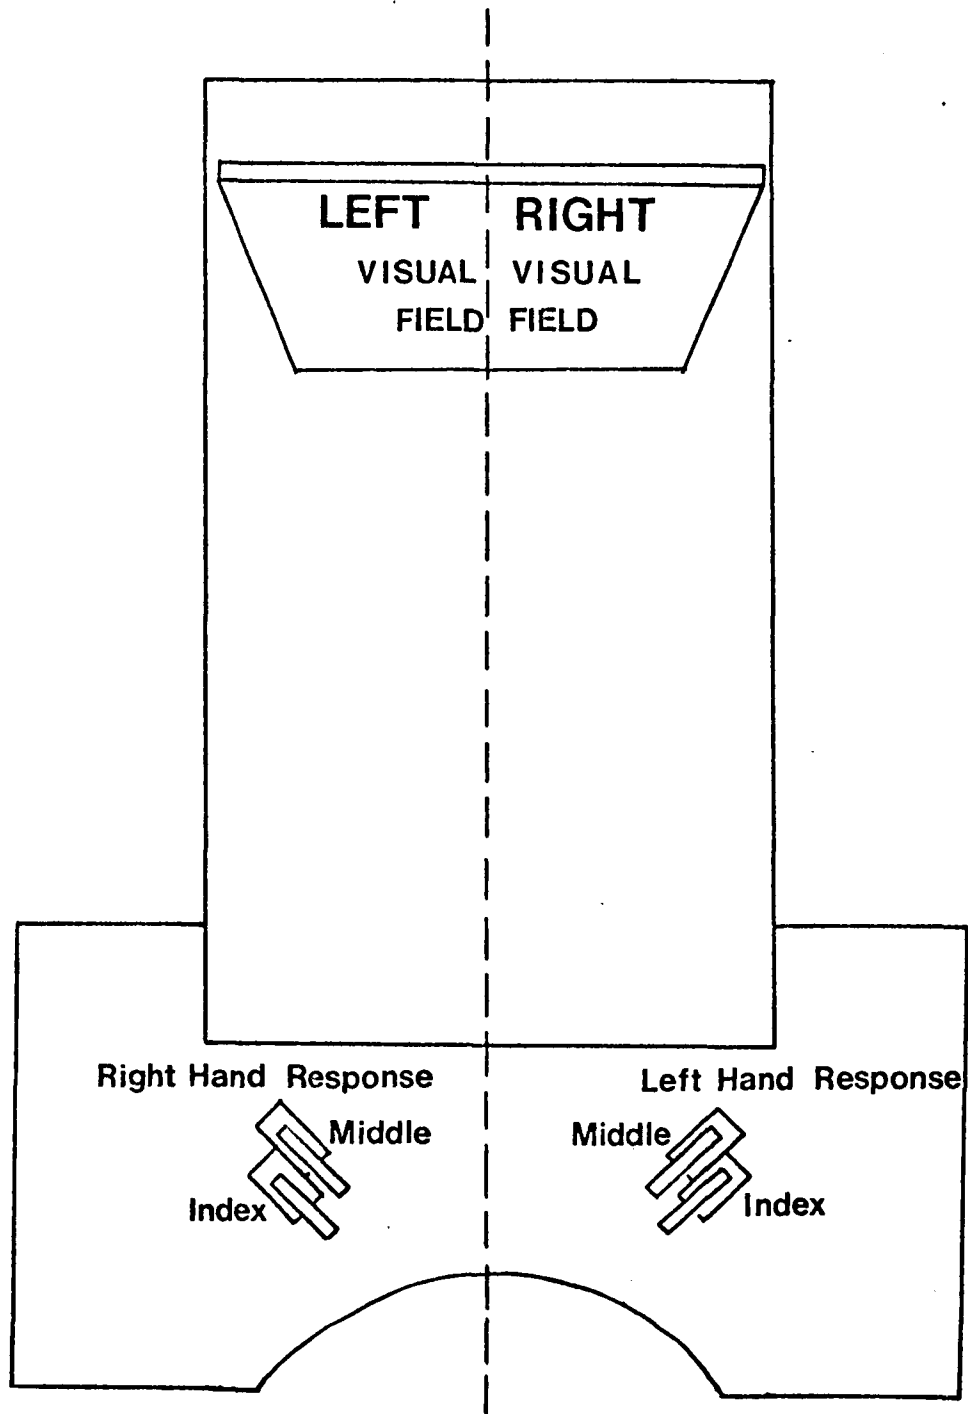 LEFT RIGHT
VISUAL VISUAL
FIELD FIELD
Right Hand Response
Left Hand Response
Middle
Middle
Index
Index